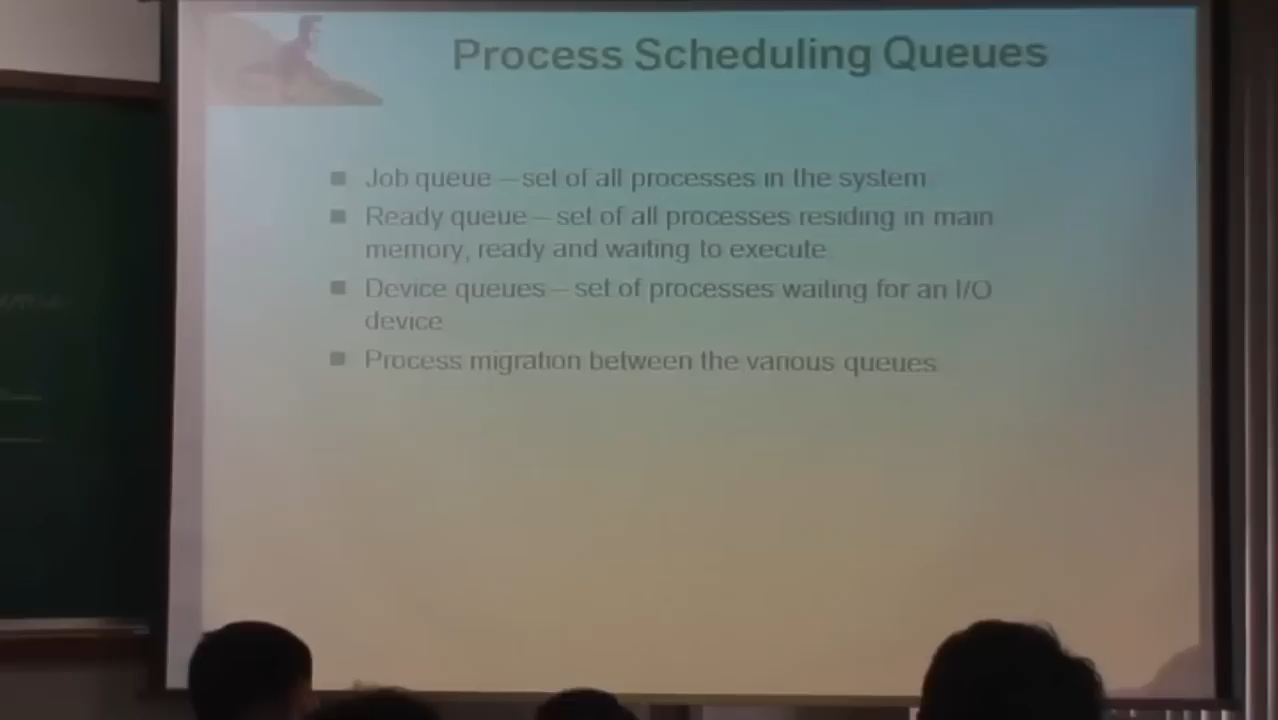 Process Scheduling Queues
Job queue – set of all processes in the system
Ready queue – set of all processes residing in main
memory, ready and waiting to execute
Device queues – set of processes waiting for an I/O
device
Process migration between the various queues